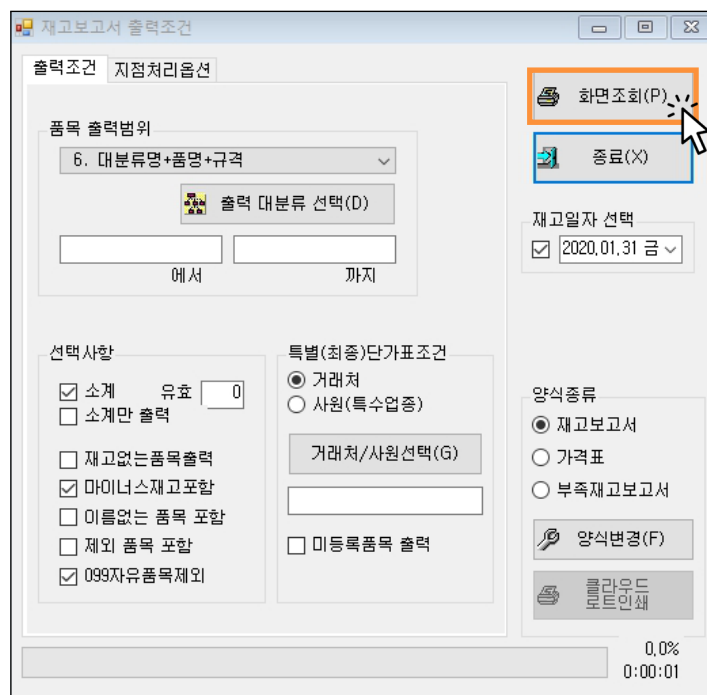 재고보고서 출력조건
출력조건 지점처리옵션
품목 출력범위
6. 대분류명+품명+규격
출력 대분류 선택(D)
에서 까지
선택사항
소계 유효 0
소계만 출력
재고없는품목출력
마이너스재고포함
이름없는 품목 포함
제외 품목 포함
099자유품목제외
특별(최종)단가표조건
거래처
사원(특수업종)
거래처/사원선택(G)
미등록품목 출력
화면조회(P)
종료(X)
재고일자 선택
2020.01.31 금
양식종류
재고보고서
가격표
부족재고보고서
양식변경(F)
클라우드
로트인쇄
0.0%
0:00:01